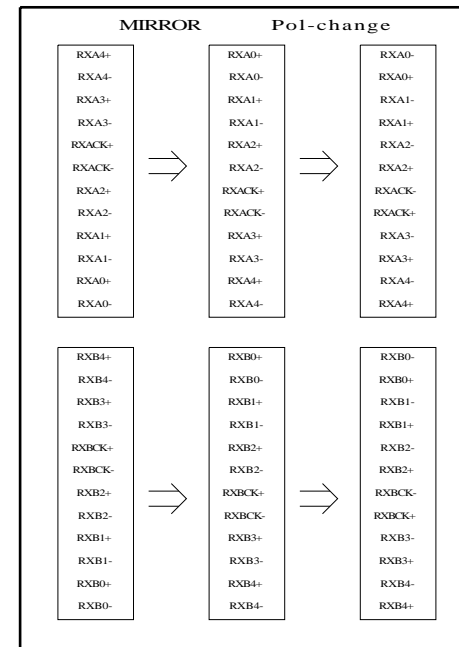 MIRROR Pol-change
RXA4+ RXA0+ RXA0-
RXA4- RXA0- RXA0+
RXA3+ RXA1+ RXA1-
RXA3- RXA1- RXA1+
RXACK+ RXA2+ RXA2-
RXACK- RXA2- RXA2+
RXA2+ RXACK+ RXACK-
RXA2- RXACK- RXACK+
RXA1+ RXA3+ RXA3-
RXA1- RXA3- RXA3+
RXA0+ RXA4+ RXA4-
RXA0- RXA4- RXA4+
RXB4+ RXB0+ RXB0-
RXB4- RXB0- RXB0+
RXB3+ RXB1+ RXB1-
RXB3- RXB1- RXB1+
RXBCK+ RXB2+ RXB2-
RXBCK- RXB2- RXB2+
RXB2+ RXBCK+ RXBCK-
RXB2- RXBCK- RXBCK+
RXB1+ RXB3+ RXB3-
RXB1- RXB3- RXB3+
RXB0+ RXB4+ RXB4-
RXB0- RXB4- RXB4+